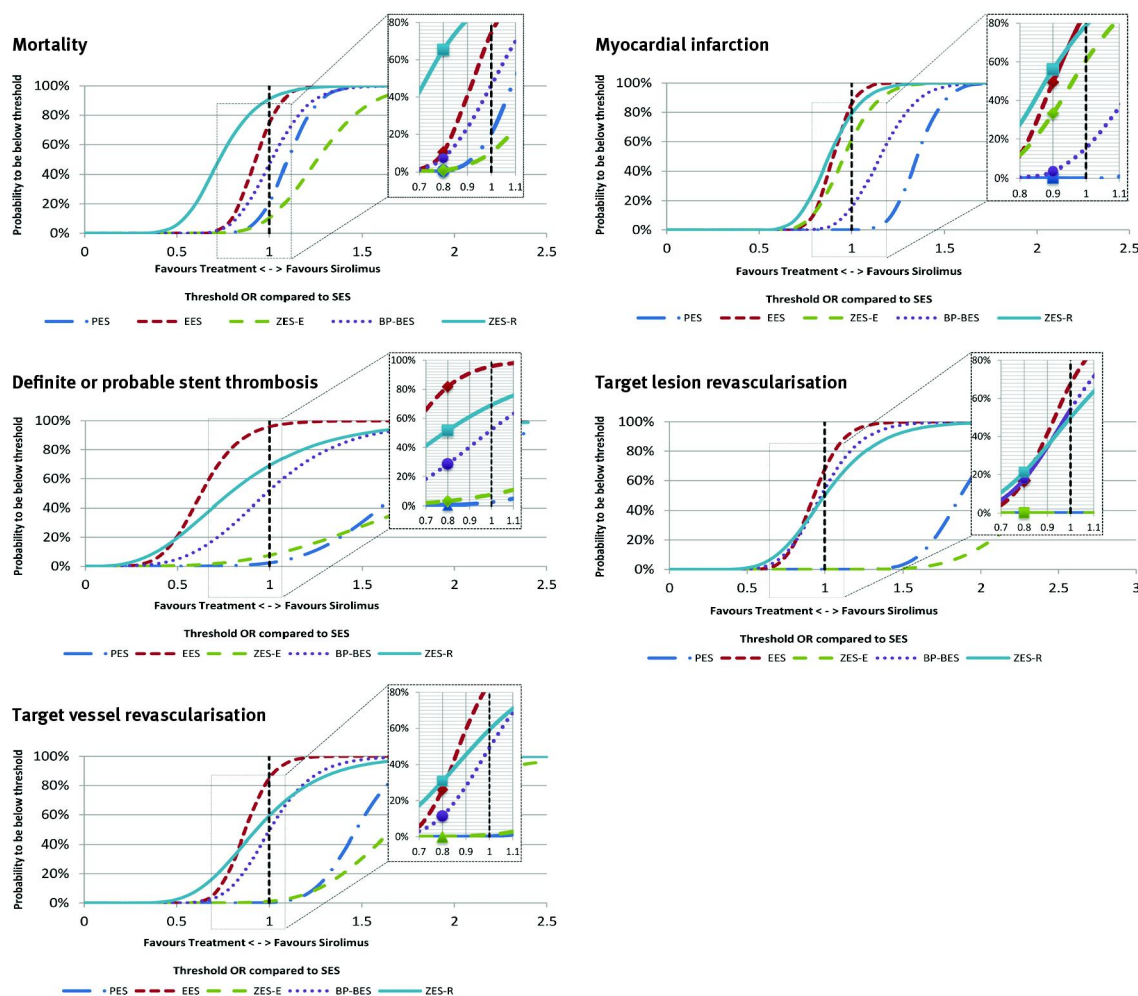 Mortality
Probability to be below threshold
100%
80%
60%
40%
20%
0%
0 0.5 1 1.5 2 2.5
80%
60%
40%
20%
0%
0.7 0.8 0.9 1 1.1
Favours Treatment < - > Favours Sirolimus
Threshold OR compared to SES
PES EES ZES-E BP-BES ZES-R
Myocardial infarction
Probability to be below threshold
100%
80%
60%
40%
20%
0%
0 0.5 1 1.5 2 2.5
80%
60%
40%
20%
0%
0.8 0.9 1 1.1
Favours Treatment < - > Favours Sirolimus
Threshold OR compared to SES
PES EES ZES-E BP-BES ZES-R
Definite or probable stent thrombosis
Probability to be below threshold
100%
80%
60%
40%
20%
0%
0 0.5 1 1.5 2 2.5
100%
80%
60%
40%
20%
0%
0.7 0.8 0.9 1 1.1
Favours Treatment < - > Favours Sirolimus
Threshold OR compared to SES
PES EES ZES-E BP-BES ZES-R
Target lesion revascularisation
Probability to be below threshold
100%
80%
60%
40%
20%
0%
0 0.5 1 1.5 2 2.5 3
80%
60%
40%
20%
0%
0.7 0.8 0.9 1 1.1
Favours Treatment < - > Favours Sirolimus
Threshold OR compared to SES
PES EES ZES-E BP-BES ZES-R
Target vessel revascularisation
Probability to be below threshold
100%
80%
60%
40%
20%
0%
0 0.5 1 1.5 2 2.5
80%
60%
40%
20%
0%
0.7 0.8 0.9 1 1.1
Favours Treatment < - > Favours Sirolimus
Threshold OR compared to SES
PES EES ZES-E BP-BES ZES-R